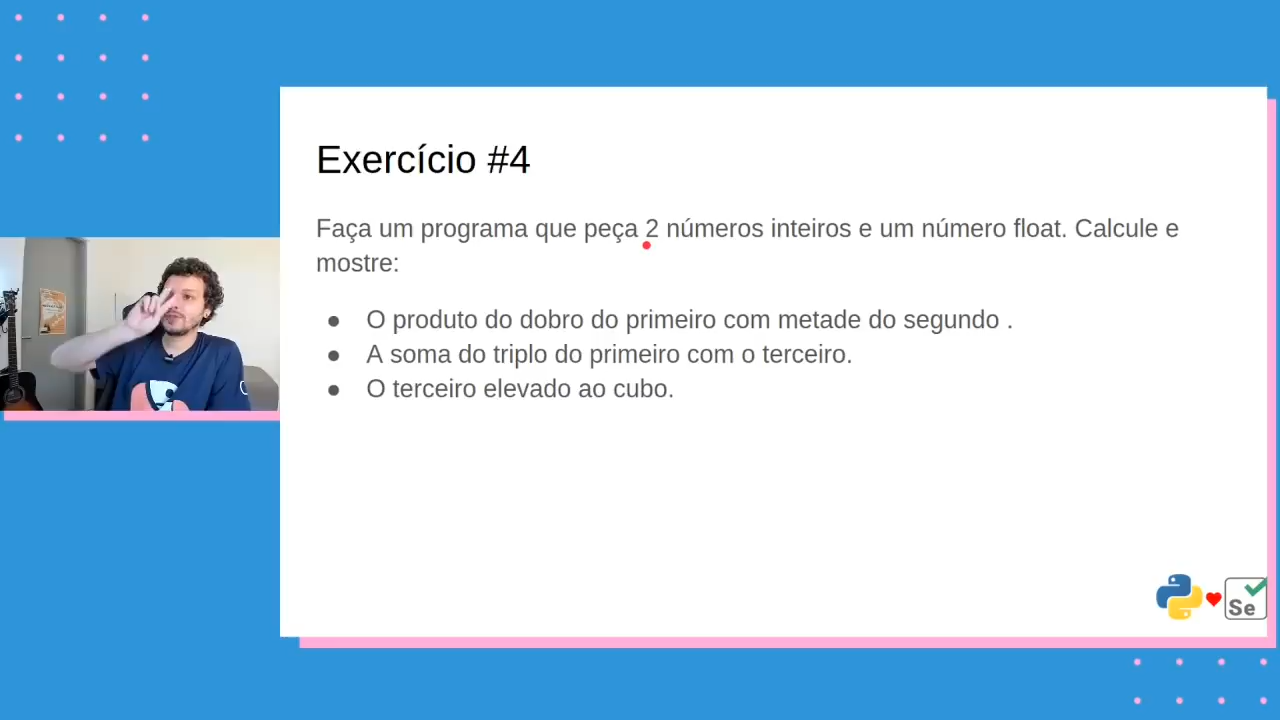 Exercício #4
Faça um programa que peça 2 números inteiros e um número float. Calcule e
mostre:
● O produto do dobro do primeiro com metade do segundo .
● A soma do triplo do primeiro com o terceiro.
● O terceiro elevado ao cubo.
Se